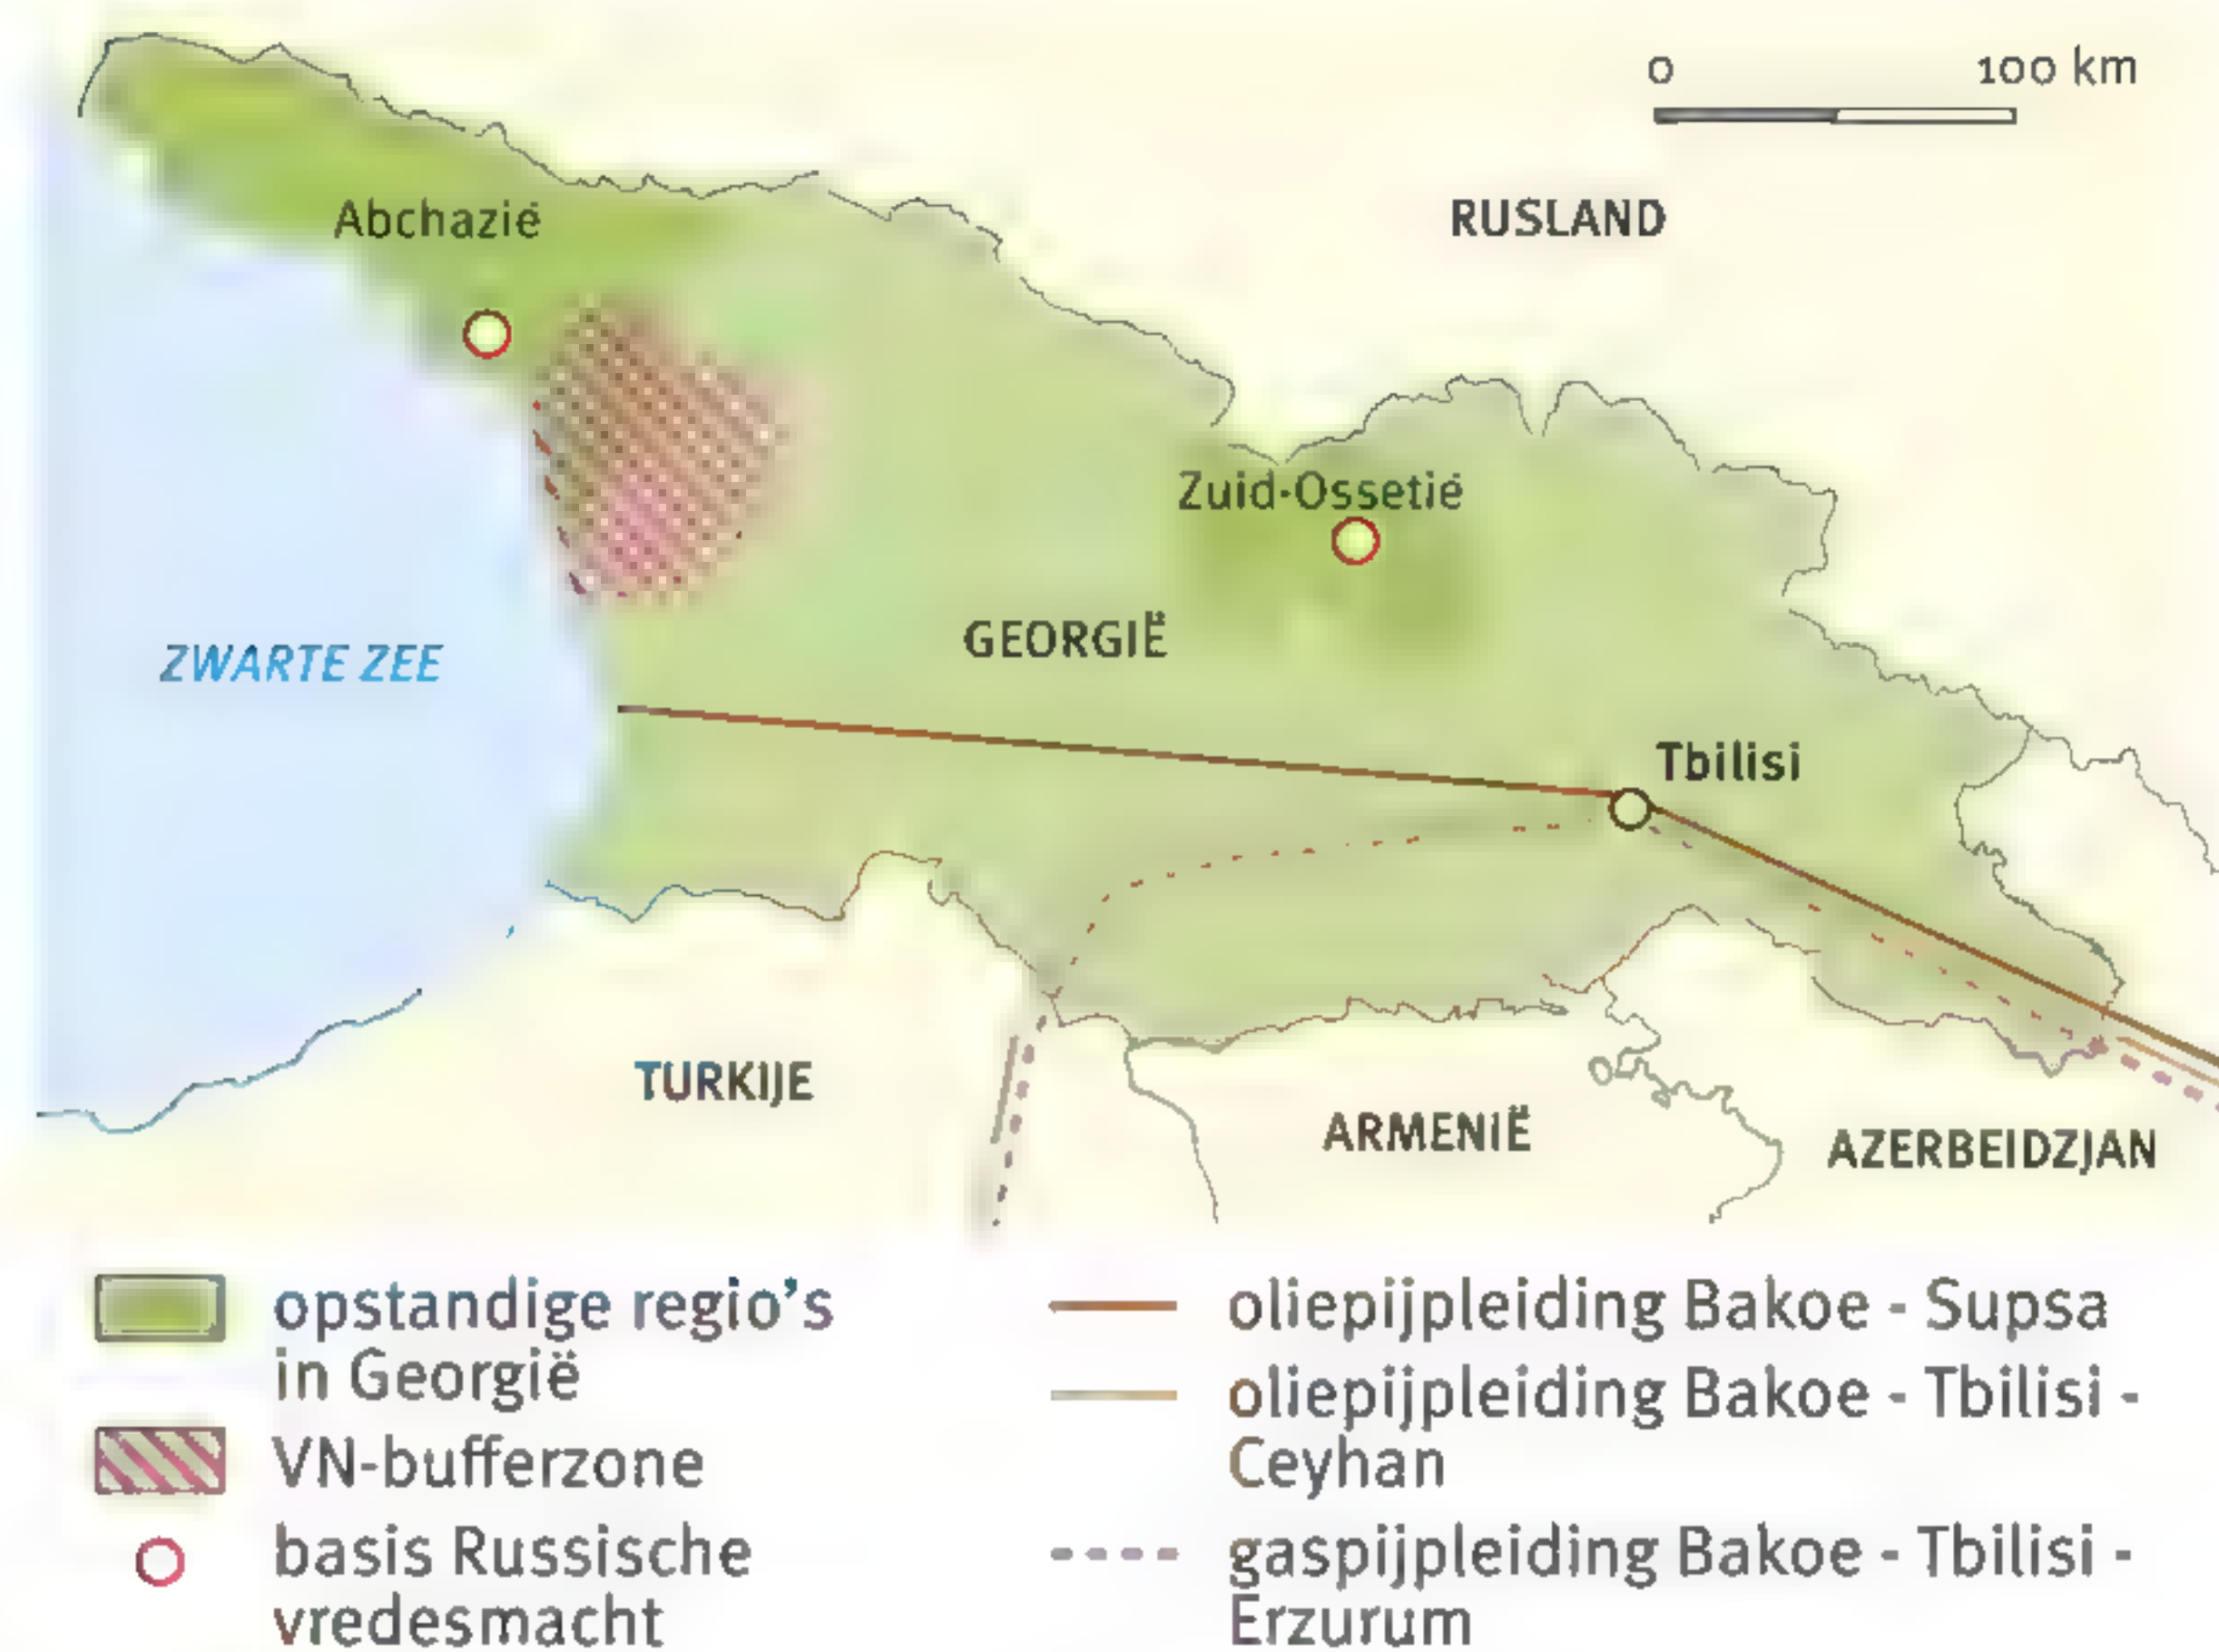 0 100 km
RUSLAND
Abchazië
Zuid-Ossetië
GEORGIË
ZWARTE ZEE
Tbilisi
TURKIJE
ARMENIË
AZERBEIDZJAN
opstandige regio's
in Georgië
VN-bufferzone
basis Russische
vredesmacht
oliepijpleiding Bakoe - Supsa
oliepijpleiding Bakoe - Tbilisi -
Ceyhan
gaspijpleiding Bakoe - Tbilisi -
Erzurum